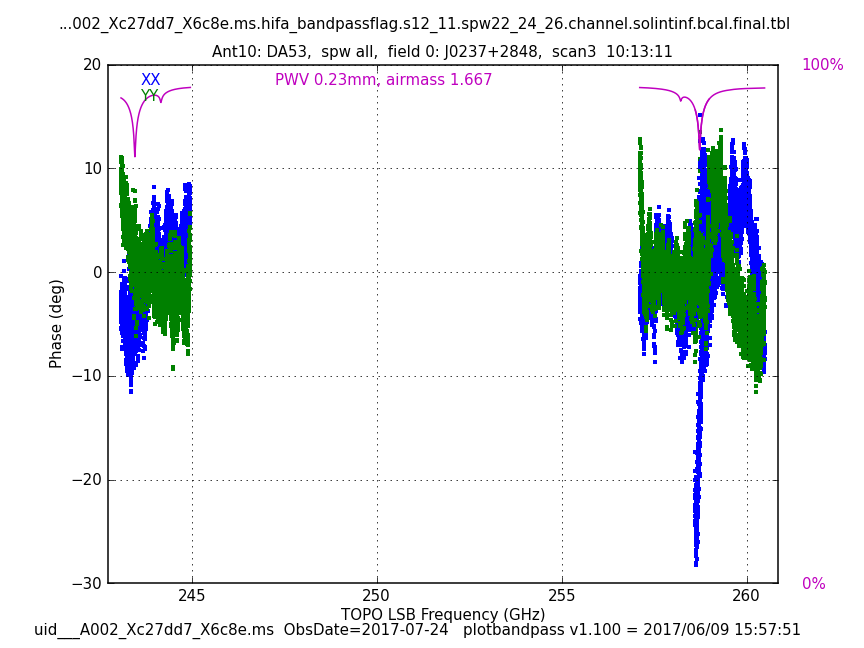 ...002_Xc27dd7_X6c8e.ms.hifa_bandpassflag.s12_11.spw22_24_26.channel.solintinf.bcal.final.tbl
Ant10: DA53,  spw all,  field 0: J0237+2848,  scan3  10:13:11
20 100%
XX PWV 0.23mm, airmass 1.667
YY
10
0
Phase (deg)
−10
−20
−30 0%
245 250 255 260
TOPO LSB Frequency (GHz)
uid___A002_Xc27dd7_X6c8e.ms  ObsDate=2017-07-24   plotbandpass v1.100 = 2017/06/09 15:57:51